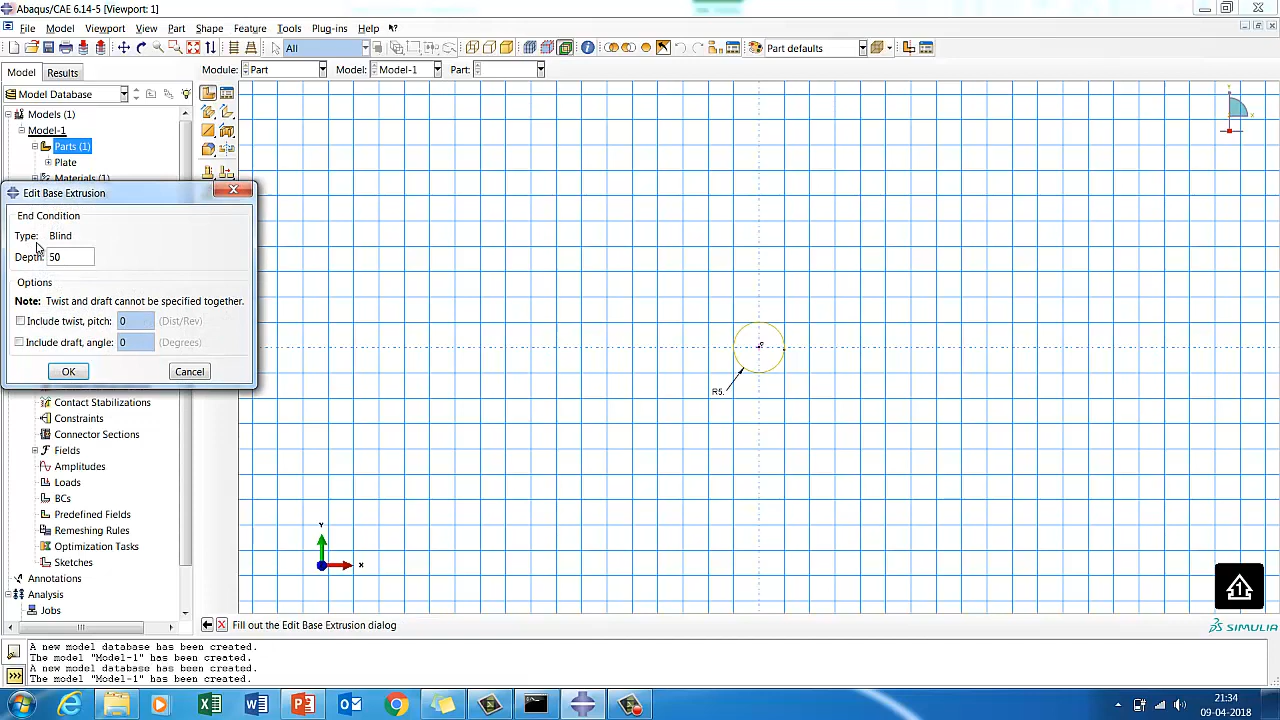 Abaqus/CAE 6.14-5 [Viewport: 1]
File Model Viewport View Part Shape Feature Tools Plug-ins Help
All Part defaults
Model Results Module: Part Model: Model-1 Part:
Model Database
Models (1)
Model-1
Parts (1)
Plate
Materials (1)
Edit Base Extrusion
End Condition
Type: Blind
Depth: 50
Options
Note: Twist and draft cannot be specified together.
Include twist, pitch: 0 (Dist/Rev)
Include draft, angle: 0 (Degrees)
OK Cancel
Contact Stabilizations
Constraints
Connector Sections
Fields
Amplitudes
Loads
BCs
Predefined Fields
Remeshing Rules
Optimization Tasks
Sketches
Annotations
Analysis
Jobs
R5.
Y
X
Y
X
1
Fill out the Edit Base Extrusion dialog
SIMULIA
A new model database has been created.
The model "Model-1" has been created.
A new model database has been created.
The model "Model-1" has been created.
21:34
09-04-2018